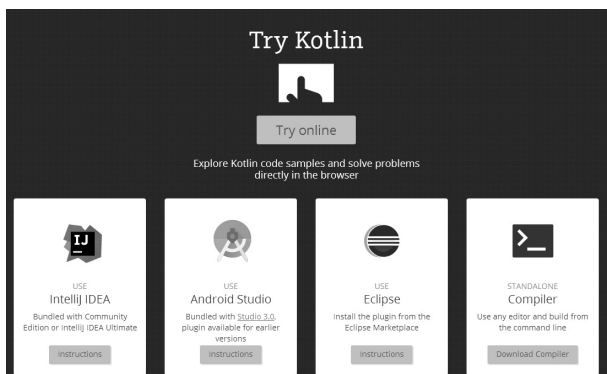 Try Kotlin
Try online
Explore Kotlin code samples and solve problems
directly in the browser
IJ
USE
IntelliJ IDEA
Bundled with Community
Edition or IntelliJ IDEA Ultimate
Instructions
USE
Android Studio
Bundled with Studio 3.0,
plugin available for earlier
versions
Instructions
USE
Eclipse
Install the plugin from the
Eclipse Marketplace
Instructions
>_
STANDALONE
Compiler
Use any editor and build from
the command line
Download Compiler